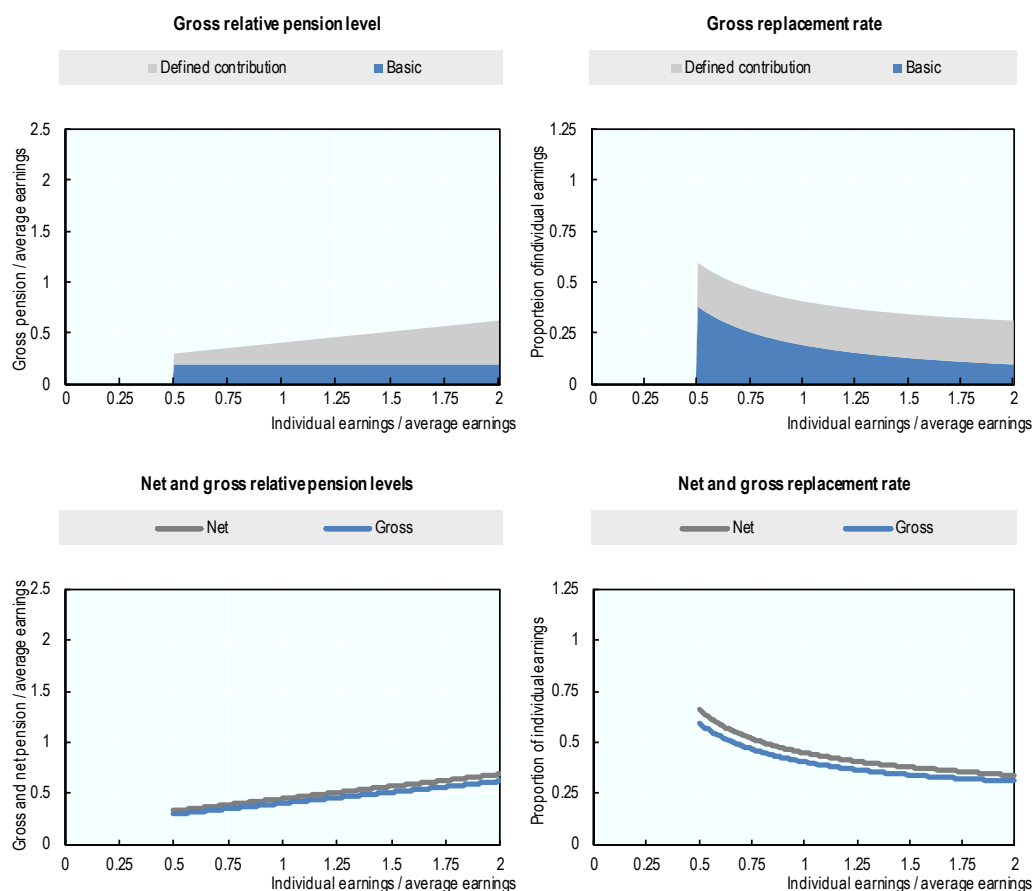 Gross relative pension level
Defined contribution Basic
Gross pension / average earnings
2.5
2
1.5
1
0.5
0
0 0.25 0.5 0.75 1 1.25 1.5 1.75 2
Individual earnings / average earnings
Gross replacement rate
Defined contribution Basic
Proporteion of individual earnings
1.25
1
0.75
0.5
0.25
0
0 0.25 0.5 0.75 1 1.25 1.5 1.75 2
Individual earnings / average earnings
Net and gross relative pension levels
Net Gross
Gross and net pension / average earnings
2.5
2
1.5
1
0.5
0
0 0.25 0.5 0.75 1 1.25 1.5 1.75 2
Individual earnings / average earnings
Net and gross replacement rate
Net Gross
Proportion of individual earnings
1.25
1
0.75
0.5
0.25
0
0 0.25 0.5 0.75 1 1.25 1.5 1.75 2
Individual earnings / average earnings